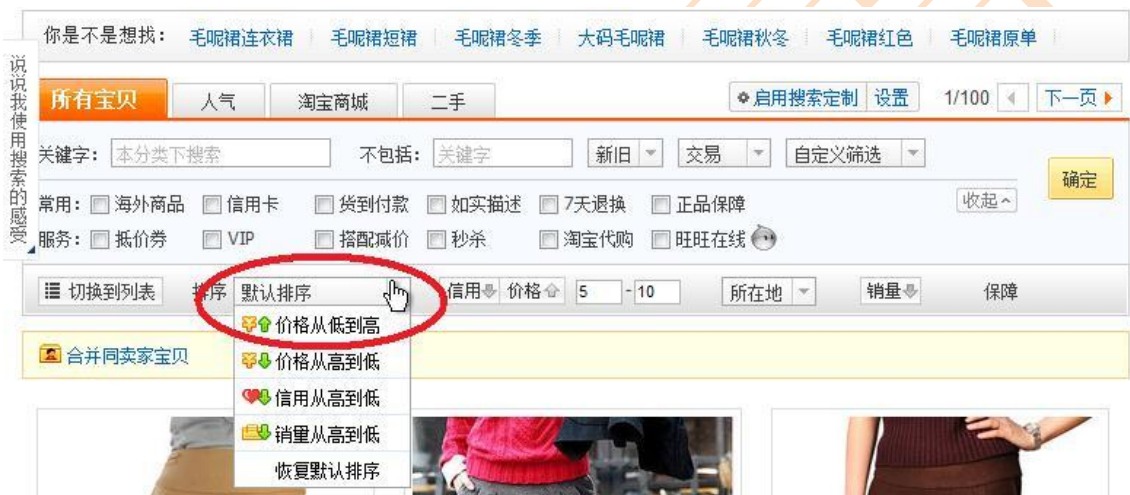 你是不是想找: 毛呢裙连衣裙 毛呢裙短裙 毛呢裙冬季 大码毛呢裙 毛呢裙秋冬 毛呢裙红色 毛呢裙原单
说说我使用搜索的感受
所有宝贝 人气 淘宝商城 二手 启用搜索定制 设置 1/100 下一页
关键字: 本分类下搜索 不包括: 关键字 新旧 交易 自定义筛选
确定
常用: 海外商品 信用卡 货到付款 如实描述 7天退换 正品保障 收起
服务: 抵价券 VIP 搭配减价 秒杀 淘宝代购 旺旺在线
切换到列表 排序 默认排序 信用 价格 5 -10 所在地 销量 保障
价格从低到高
合并同卖家宝贝
价格从高到低
信用从高到低
销量从高到低
恢复默认排序